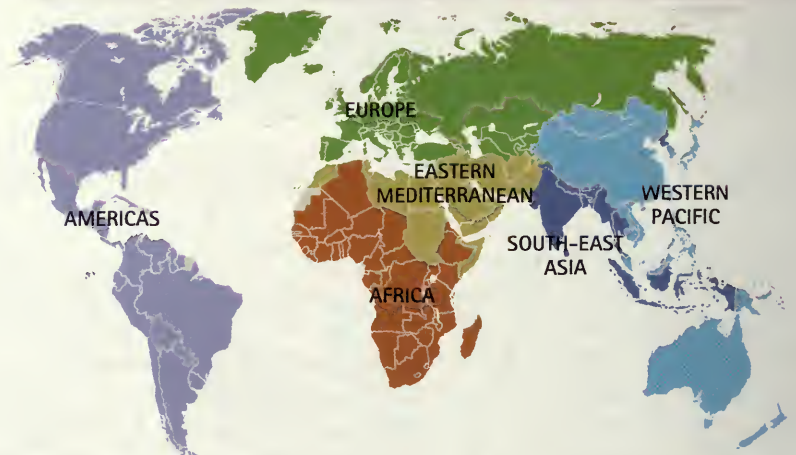 EUROPE
EASTERN
MEDITERRANEAN
AMERICAS
WESTERN
PACIFIC
SOUTH-EAST
ASIA
AFRICA